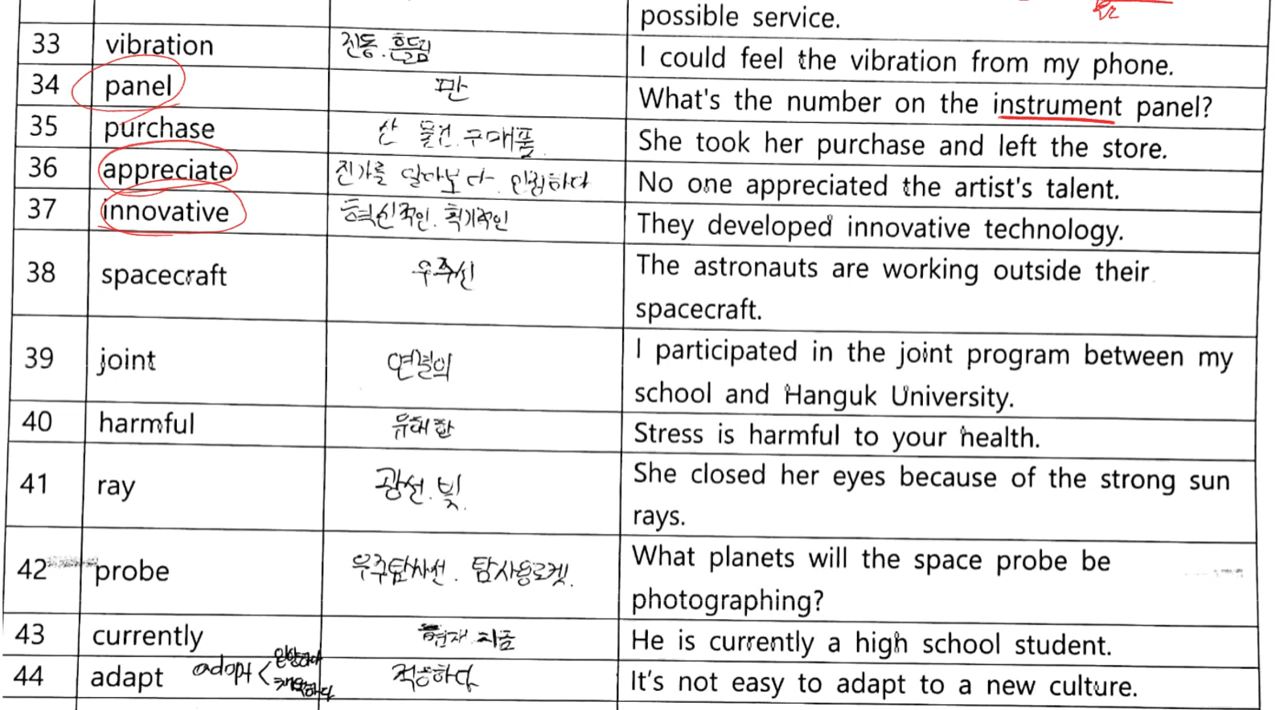 possible service.
33 vibration 진동. 흔들림 I could feel the vibration from my phone.
34 panel 판 What's the number on the instrument panel?
35 purchase 산 물건. 구매품 She took her purchase and left the store.
36 appreciate 진가를 알아보다. 인정하다 No one appreciated the artist's talent.
37 innovative 혁신적인. 획기적인 They developed innovative technology.
38 spacecraft 우주선 The astronauts are working outside their
spacecraft.
39 joint 연결의 I participated in the joint program between my
school and Hanguk University.
40 harmful 유해한 Stress is harmful to your health.
41 ray 광선. 빛. She closed her eyes because of the strong sun
rays.
42 probe 우주탐사선. 탐사용로켓. What planets will the space probe be
photographing?
43 currently 현재 지금 He is currently a high school student.
44 adapt adopt < 입양하다 적응하다 It's not easy to adapt to a new culture.
채택하다